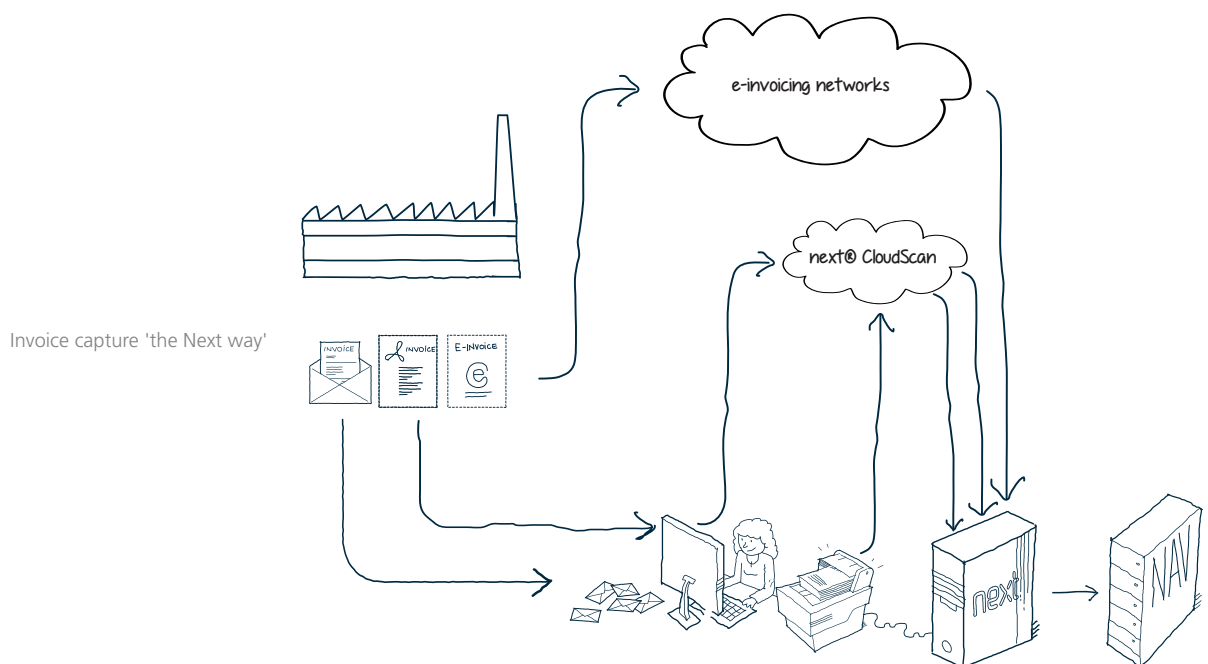 e-invoicing networks
next® CloudScan
Invoice capture 'the Next way'
INVOICE
INVOICE
E-INVOICE
e
next!
NAV